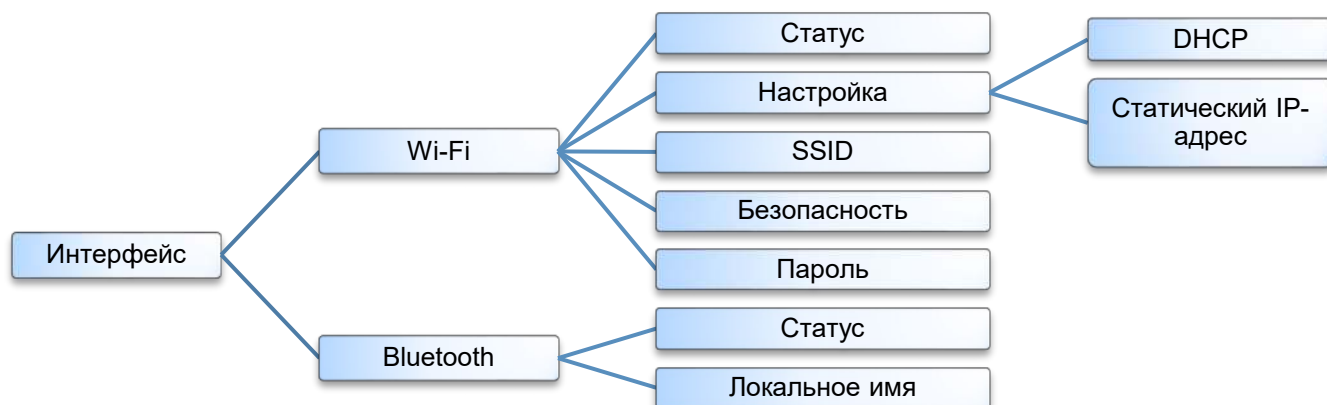 Статус
DHCP
Настройка
Статический IP-
адрес
Wi-Fi
SSID
Безопасность
Интерфейс
Пароль
Статус
Bluetooth
Локальное имя